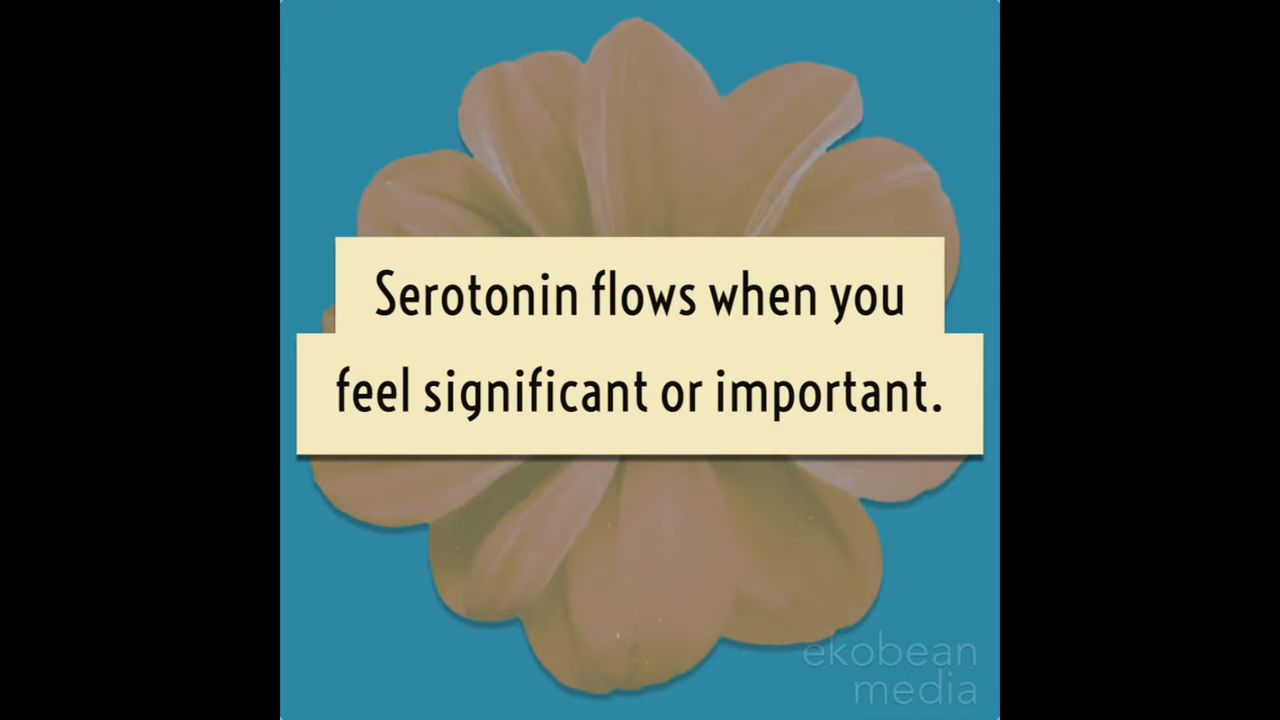 Serotonin flows when you
feel significant or important.
ekobean
media